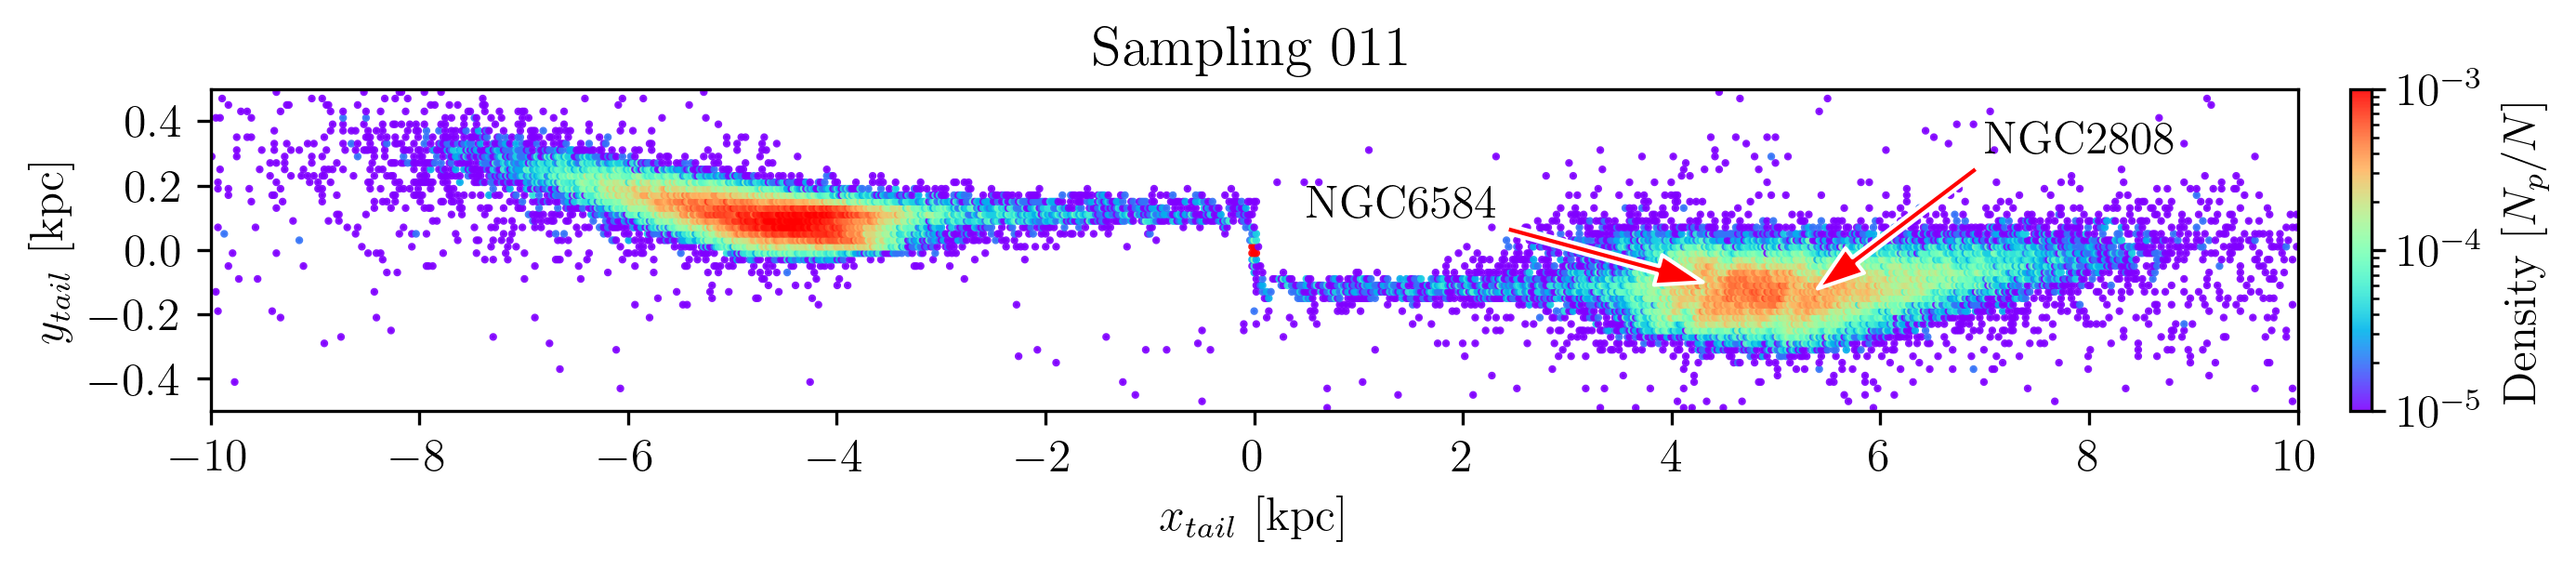 Sampling 011
0.4
0.2
0.0
−0.2
−0.4
y_tail [kpc]
NGC6584
NGC2808
−10 −8 −6 −4 −2 0 2 4 6 8 10
x_tail [kpc]
10^−3
10^−4
10^−5
Density [N_p/N]